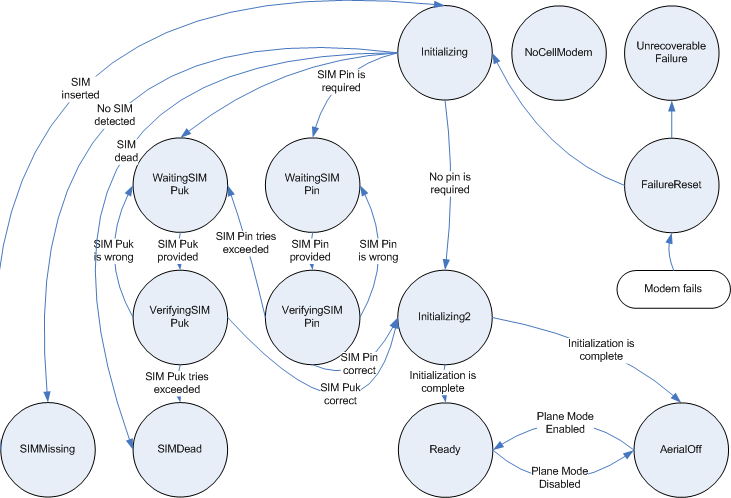 Initializing
NoCellModem
Unrecoverable
Failure
SIM
inserted
SIM Pin is
required
No SIM
detected
SIM
dead
WaitingSIM
Puk
WaitingSIM
Pin
No pin is
required
FailureReset
SIM Puk
is wrong
SIM Puk
provided
SIM Pin tries
exceeded
SIM Pin
provided
SIM Pin
is wrong
Modem fails
VerifyingSIM
Puk
VerifyingSIM
Pin
Initializing2
Initialization is
complete
SIM Pin
correct
SIM Puk tries
exceeded
SIM Puk
correct
Initialization is
complete
Plane Mode
Enabled
SIMMissing
SIMDead
Ready
AerialOff
Plane Mode
Disabled